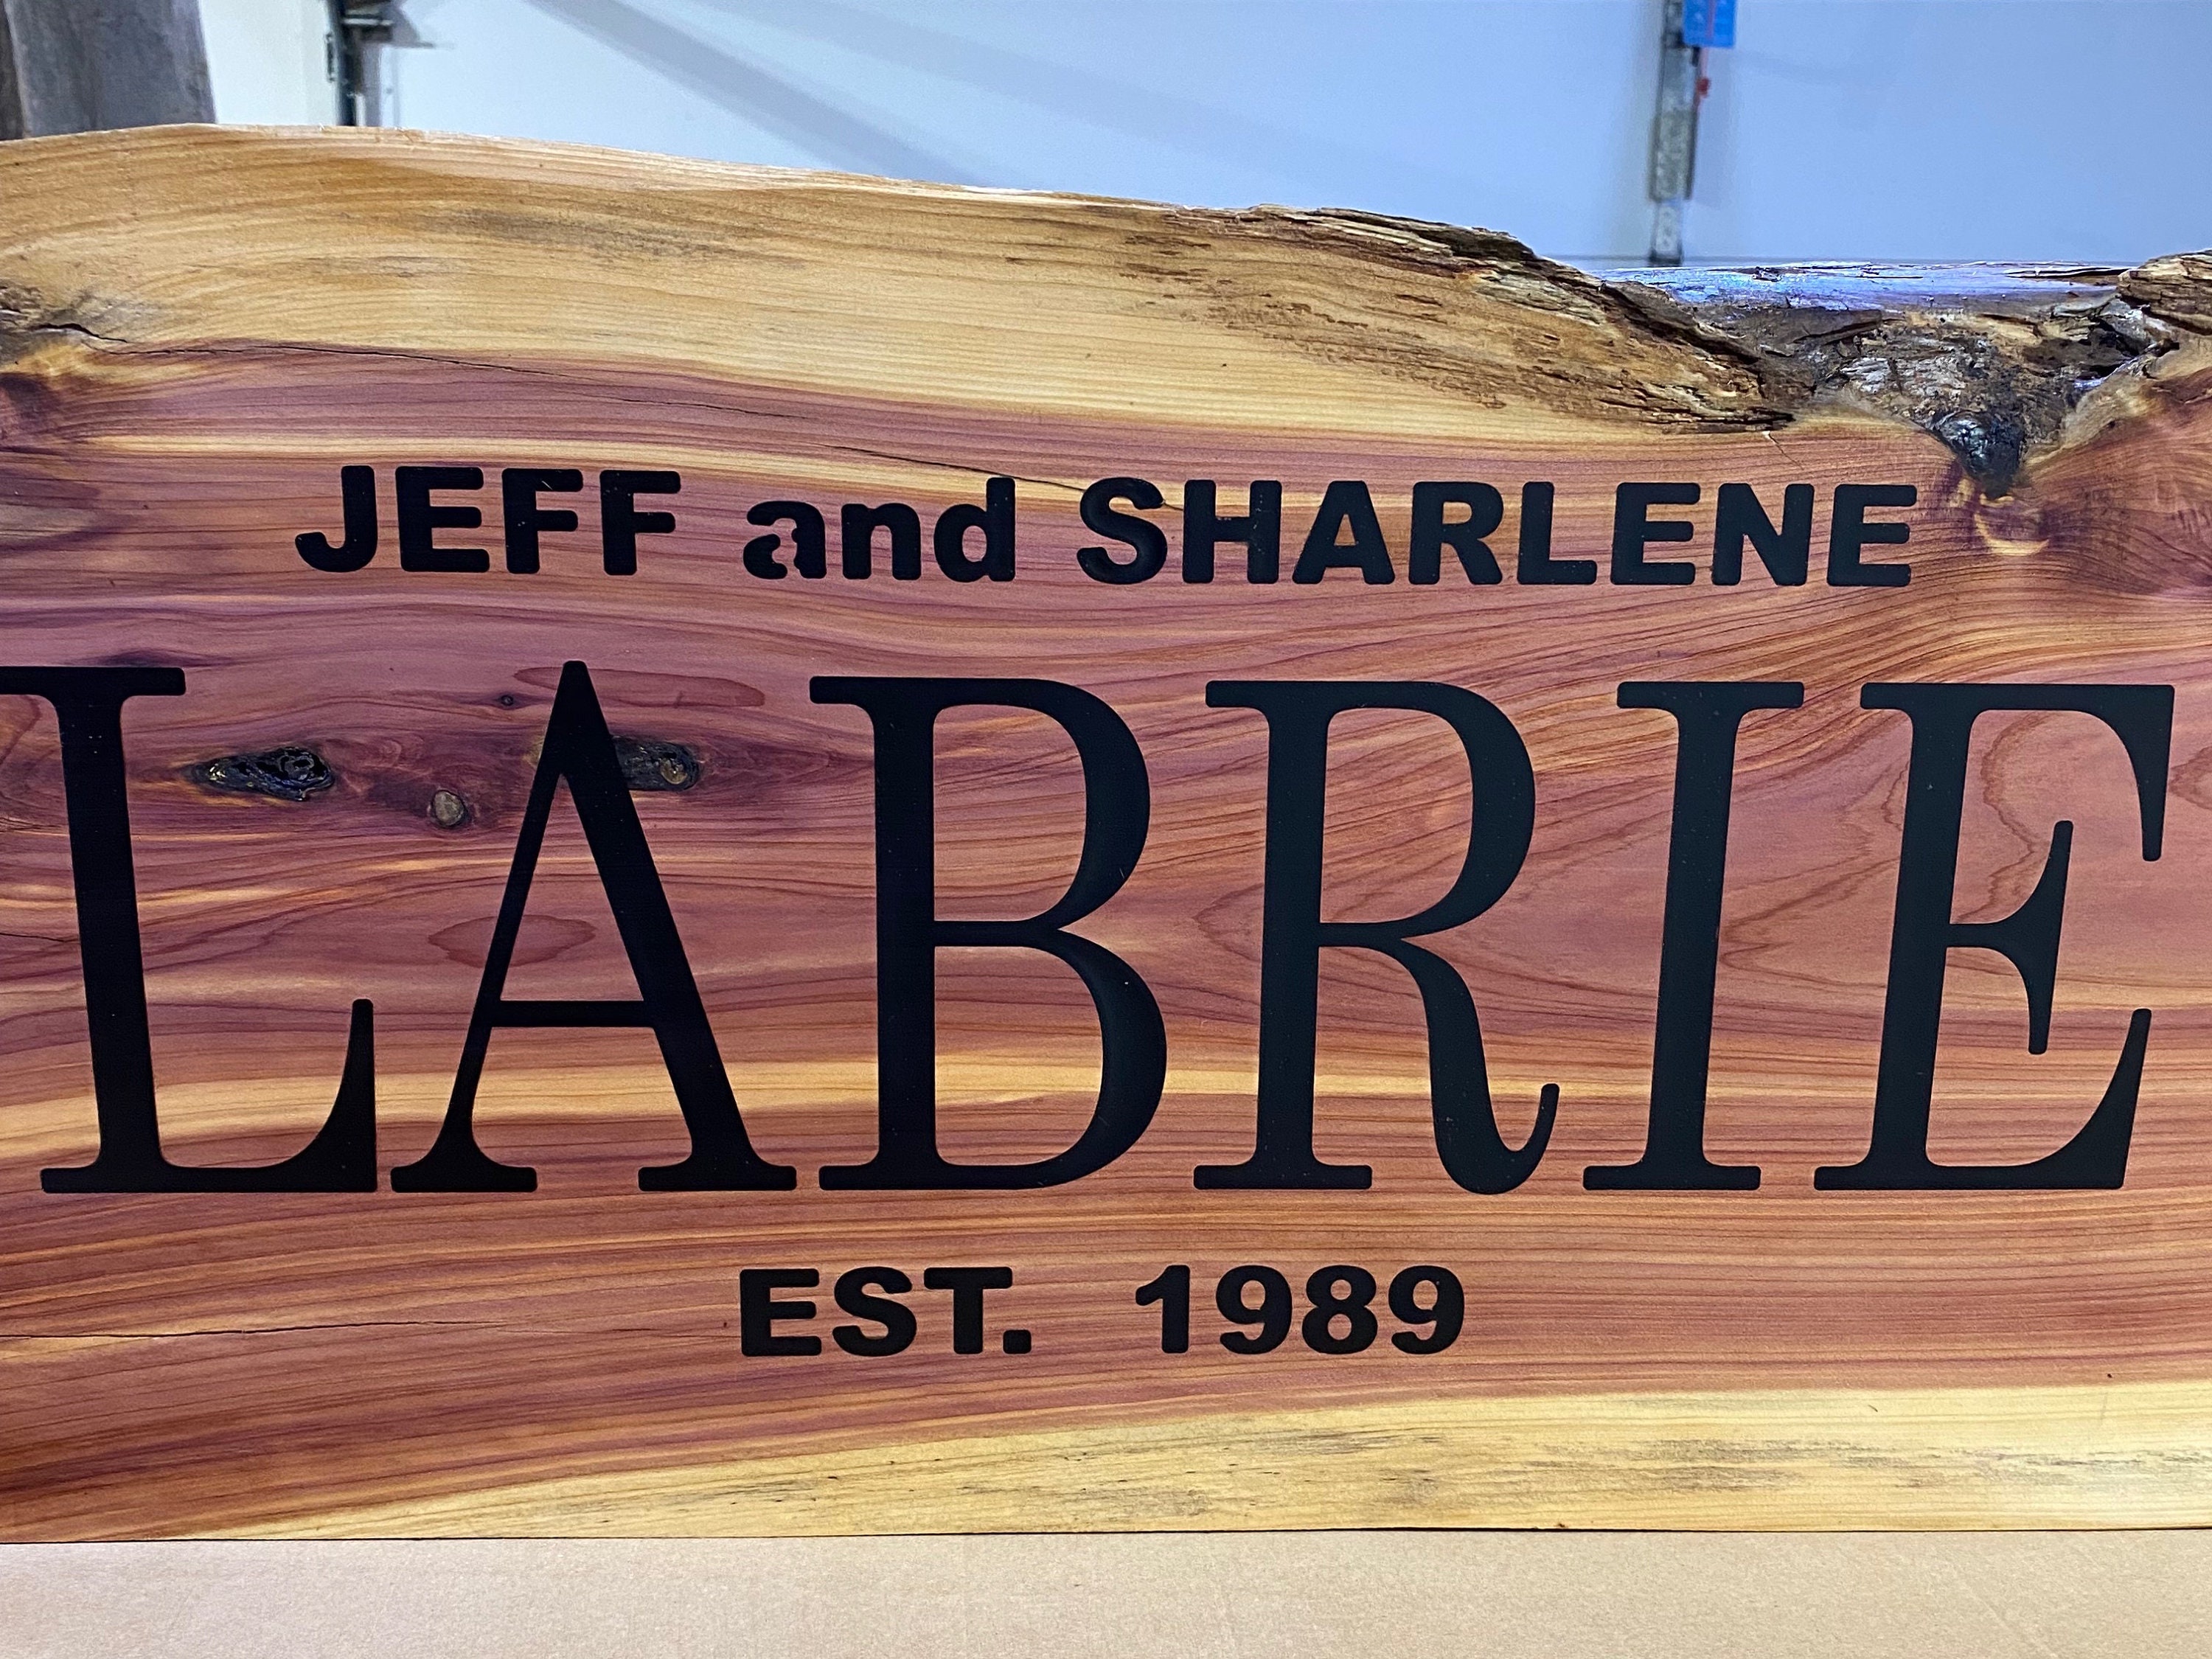 JEFF and SHARLENE
LABRIE
EST. 1989